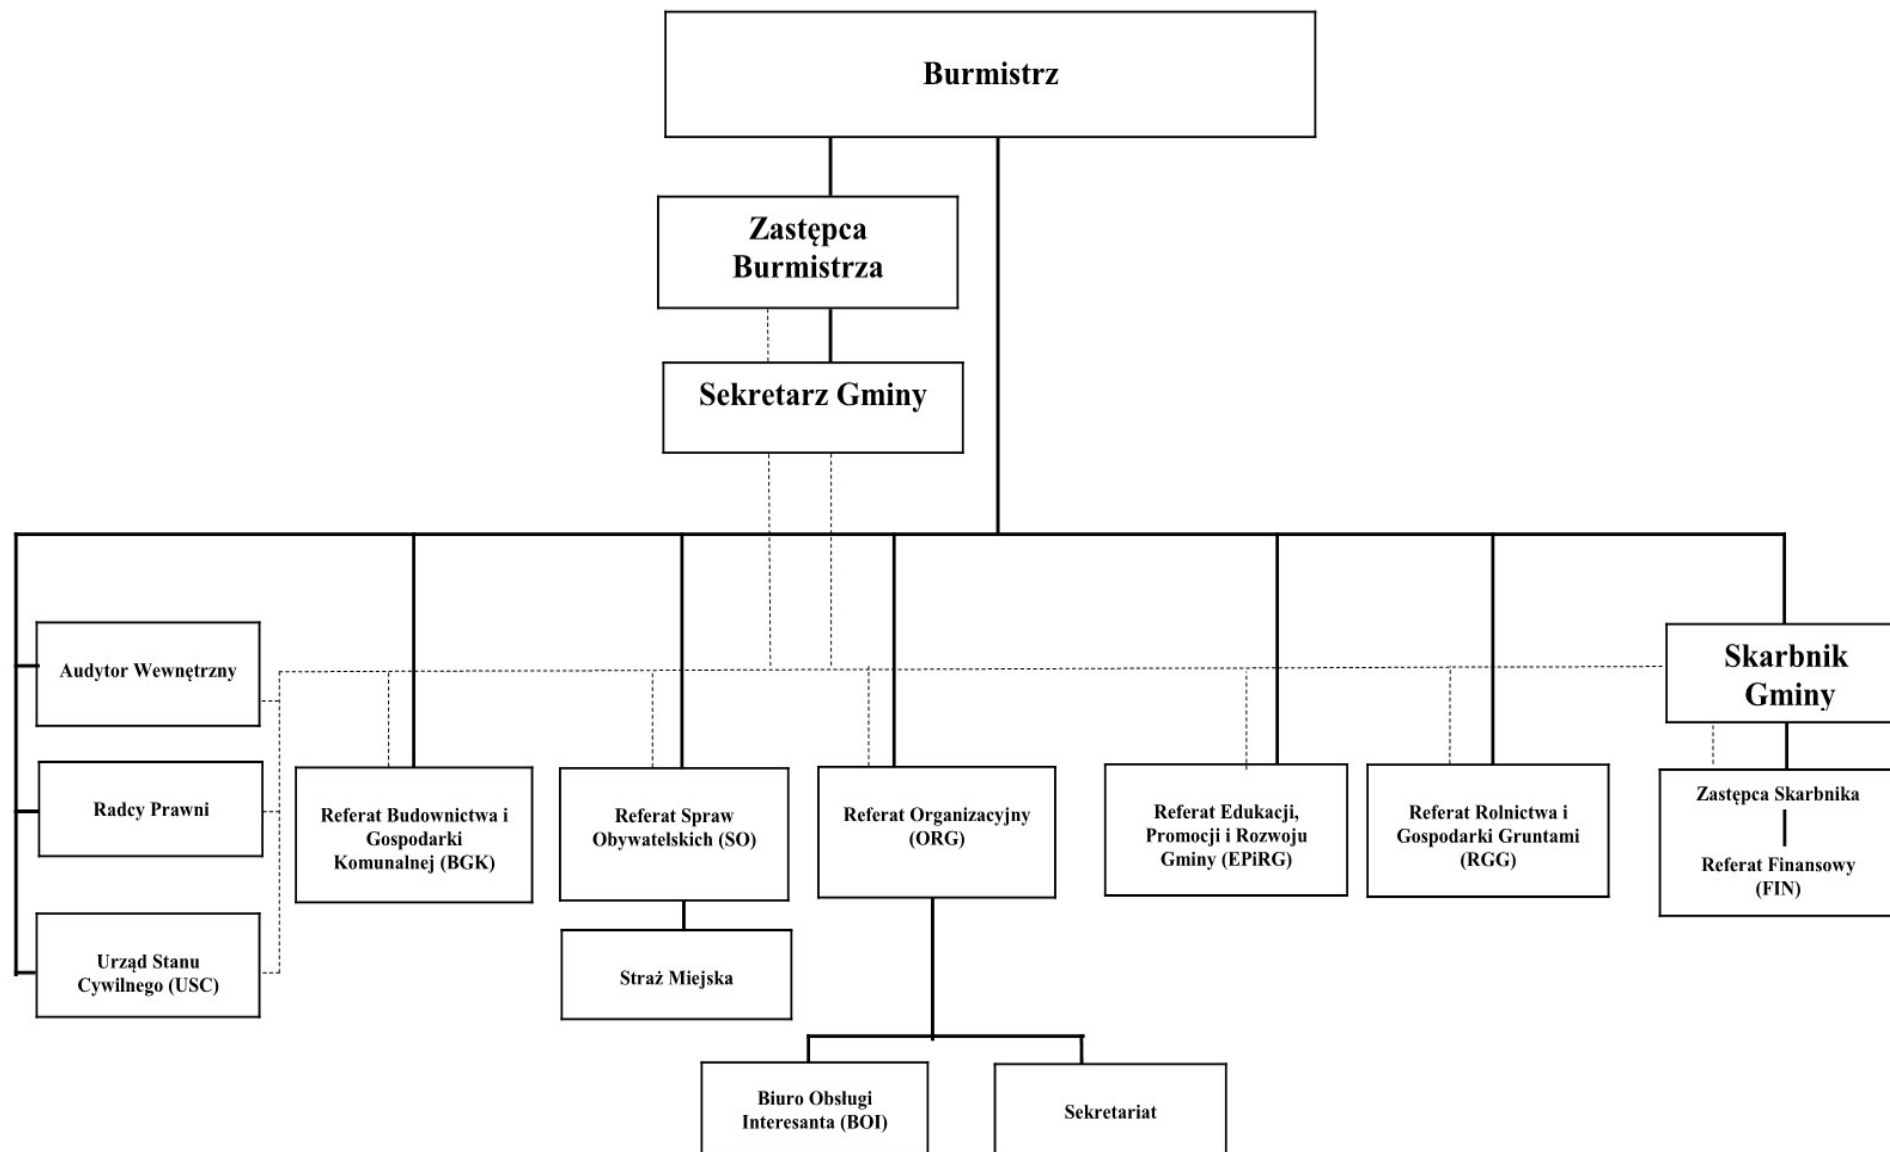 Burmistrz
Zastępca
Burmistrza
Sekretarz Gminy
Audytor Wewnętrzny
Skarbnik
Gminy
Radcy Prawni
Referat Budownictwa i
Gospodarki
Komunalnej (BGK)
Referat Spraw
Obywatelskich (SO)
Referat Organizacyjny
(ORG)
Referat Edukacji,
Promocji i Rozwoju
Gminy (EPiRG)
Referat Rolnictwa i
Gospodarki Gruntami
(RGG)
Zastępca Skarbnika
Referat Finansowy
(FIN)
Urząd Stanu
Cywilnego (USC)
Straż Miejska
Biuro Obsługi
Interesanta (BOI)
Sekretariat